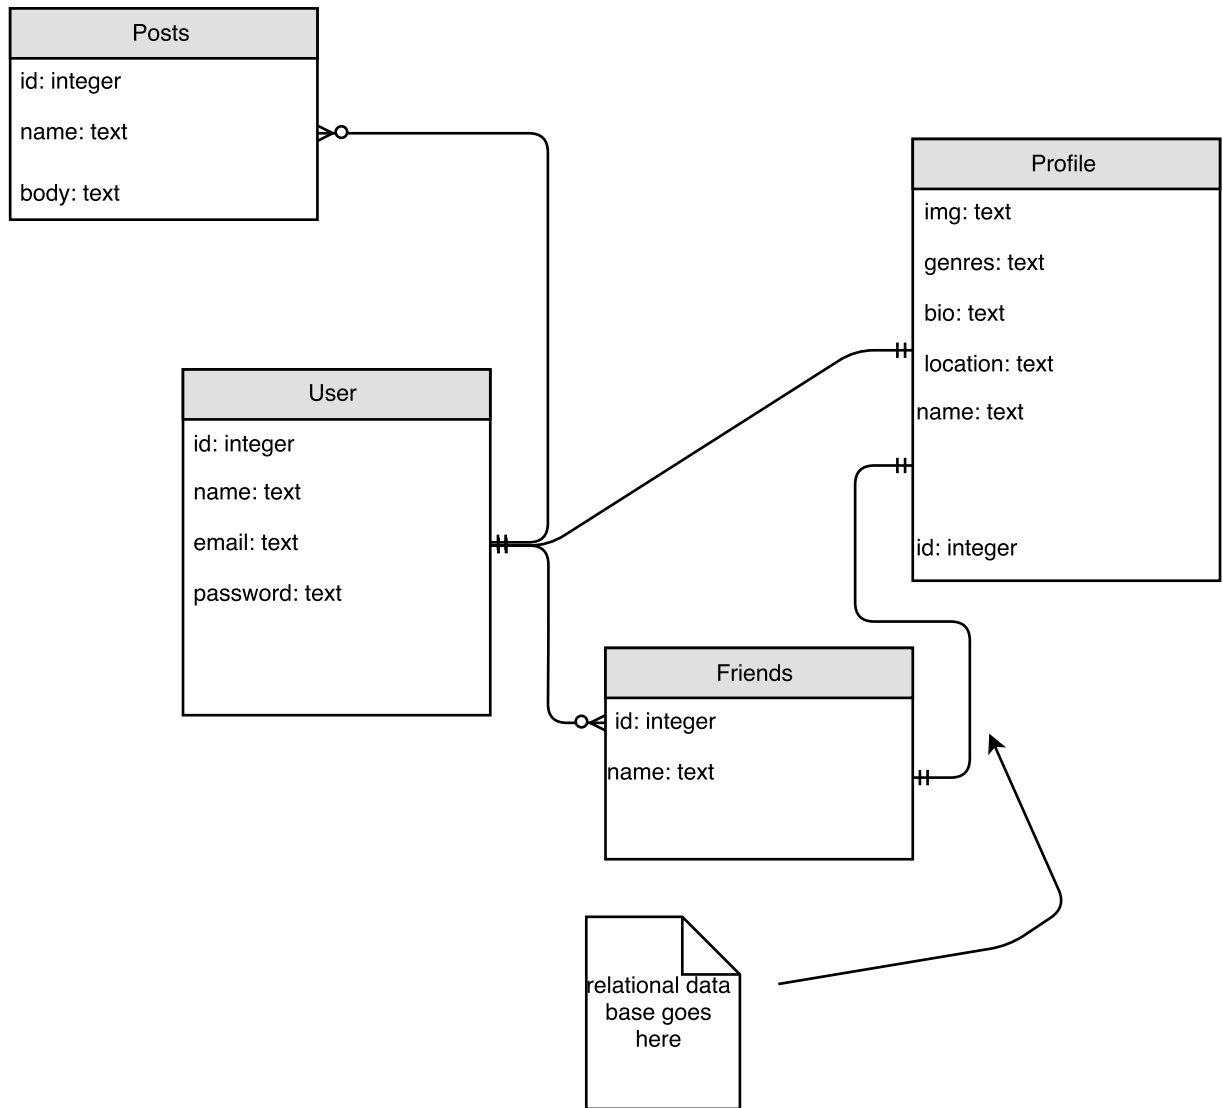 Posts
id: integer
name: text
body: text
Profile
img: text
genres: text
bio: text
location: text
name: text
id: integer
User
id: integer
name: text
email: text
password: text
Friends
id: integer
name: text
relational data
base goes
here